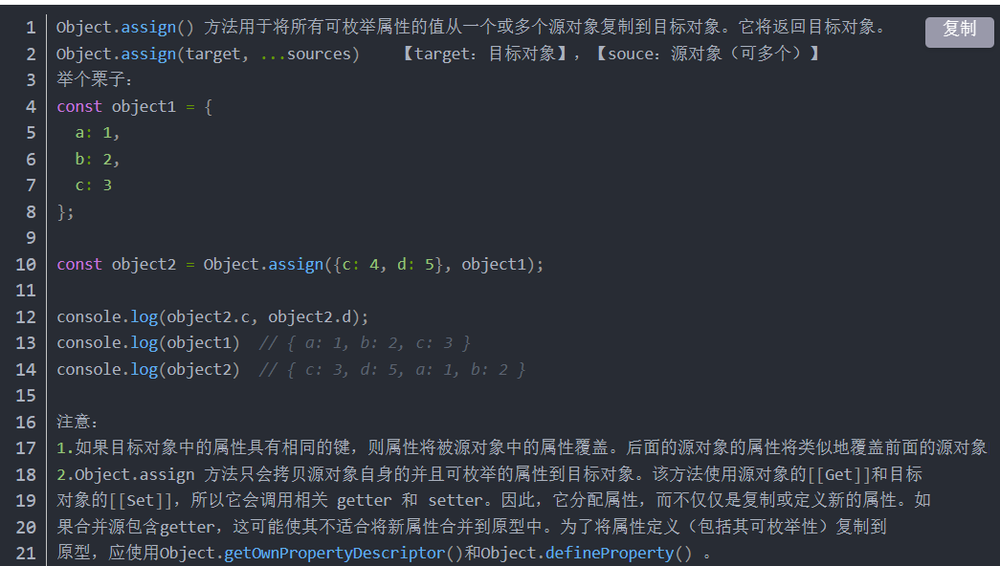 复制
1 Object.assign() 方法用于将所有可枚举属性的值从一个或多个源对象复制到目标对象。它将返回目标对象。
2 Object.assign(target, ...sources) 【target：目标对象】，【souce：源对象（可多个）】
3 举个栗子：
4 const object1 = {
5 a: 1,
6 b: 2,
7 c: 3
8 };
9
10 const object2 = Object.assign({c: 4, d: 5}, object1);
11
12 console.log(object2.c, object2.d);
13 console.log(object1) // { a: 1, b: 2, c: 3 }
14 console.log(object2) // { c: 3, d: 5, a: 1, b: 2 }
15
16 注意：
17 1.如果目标对象中的属性具有相同的键，则属性将被源对象中的属性覆盖。后面的源对象的属性将类似地覆盖前面的源对象
18 2.Object.assign 方法只会拷贝源对象自身的并且可枚举的属性到目标对象。该方法使用源对象的[[Get]]和目标
19 对象的[[Set]]，所以它会调用相关 getter 和 setter。因此，它分配属性，而不仅仅是复制或定义新的属性。如
20 果合并源包含getter，这可能使其不适合将新属性合并到原型中。为了将属性定义（包括其可枚举性）复制到
21 原型，应使用Object.getOwnPropertyDescriptor()和Object.defineProperty() 。